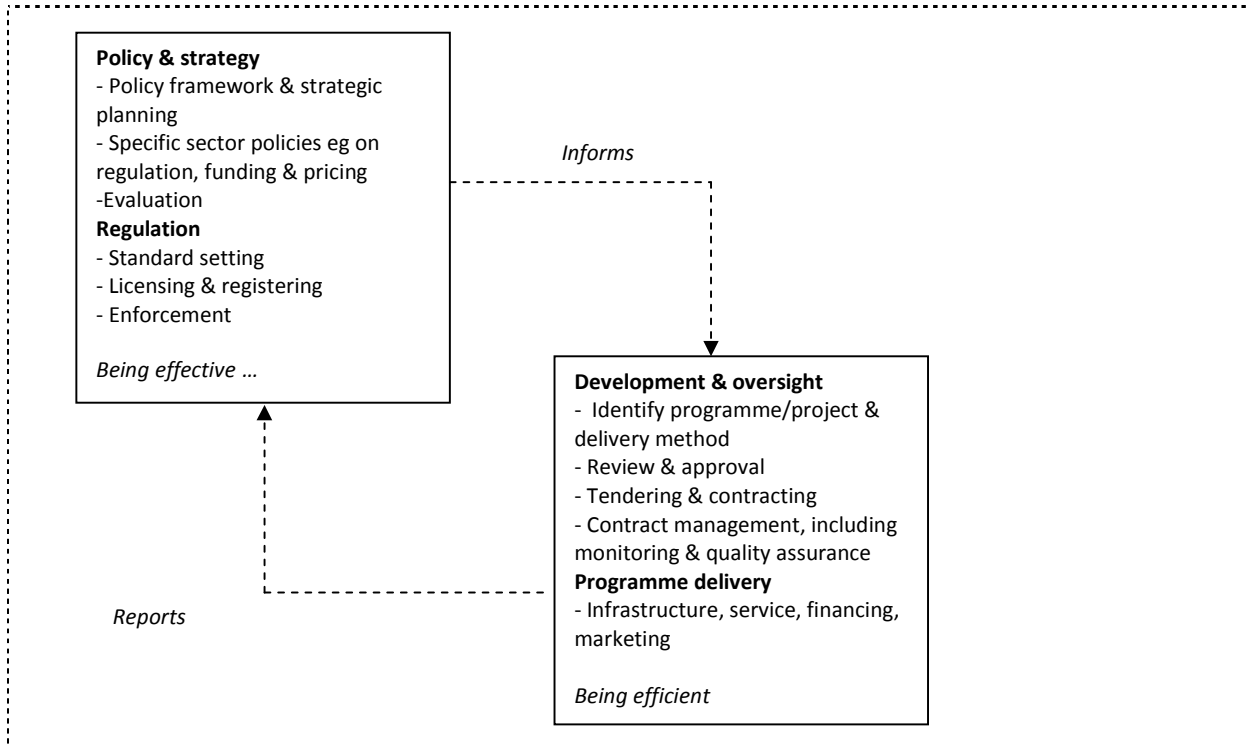 Policy & strategy
- Policy framework & strategic
planning
- Specific sector policies eg on
regulation, funding & pricing
-Evaluation
Regulation
- Standard setting
- Licensing & registering
- Enforcement
Being effective …
Informs
Development & oversight
-  Identify programme/project &
delivery method
- Review & approval
- Tendering & contracting
- Contract management, including
monitoring & quality assurance
Programme delivery
- Infrastructure, service, financing,
marketing
Being efficient
Reports